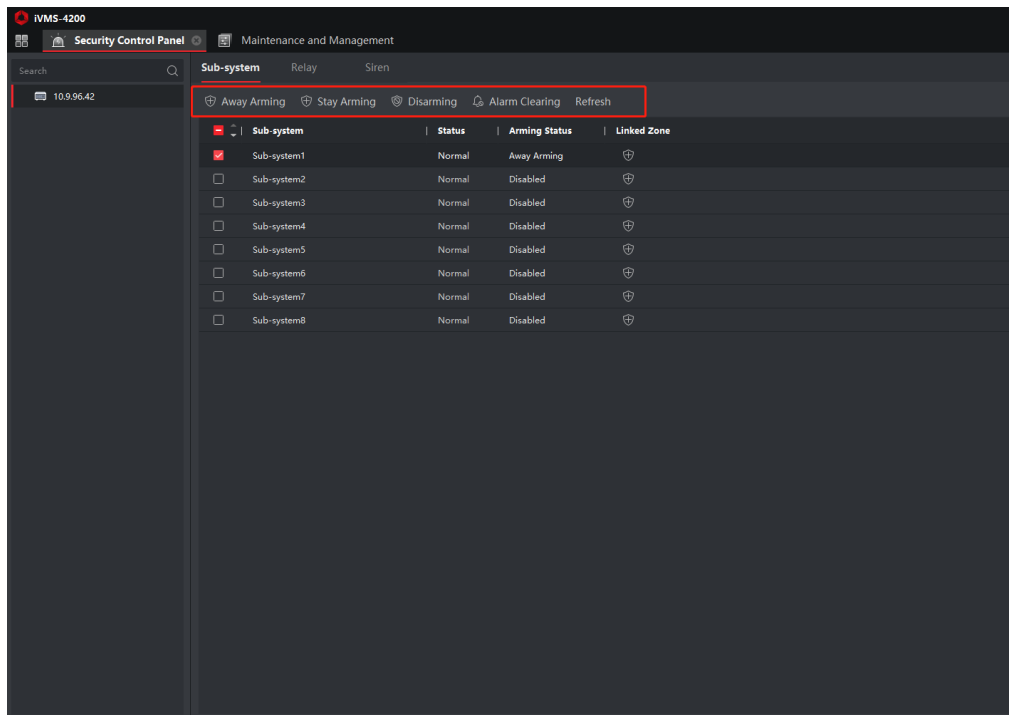 iVMS-4200
Security Control Panel Maintenance and Management
Search
10.9.96.42
Sub-system Relay Siren
Away Arming Stay Arming Disarming Alarm Clearing Refresh
Sub-system | Status | Arming Status | Linked Zone
Sub-system1 Normal Away Arming
Sub-system2 Normal Disabled
Sub-system3 Normal Disabled
Sub-system4 Normal Disabled
Sub-system5 Normal Disabled
Sub-system6 Normal Disabled
Sub-system7 Normal Disabled
Sub-system8 Normal Disabled